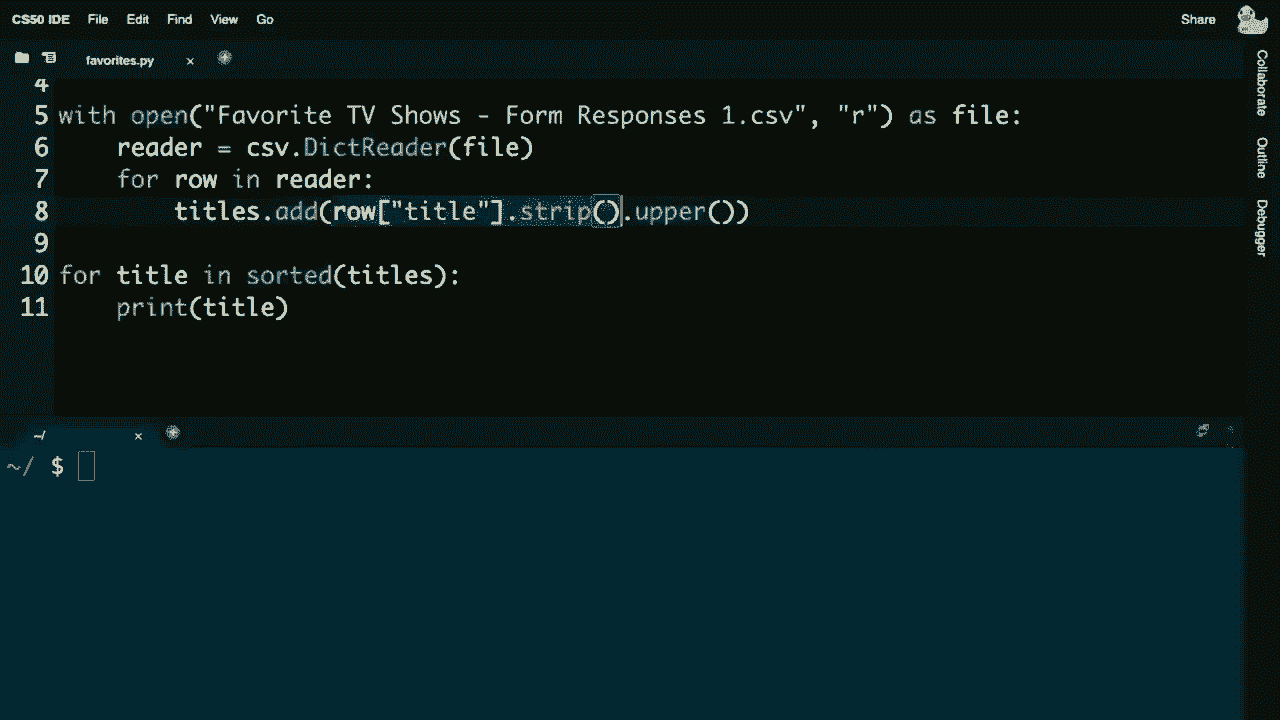 CS50 IDE File Edit Find View Go Share
favorites.py ×
4
5 with open("Favorite TV Shows - Form Responses 1.csv", "r") as file:
6     reader = csv.DictReader(file)
7     for row in reader:
8         titles.add(row["title"].strip().upper())
9
10 for title in sorted(titles):
11     print(title)
~/ ×
~/ $
Collaborate
Outline
Debugger